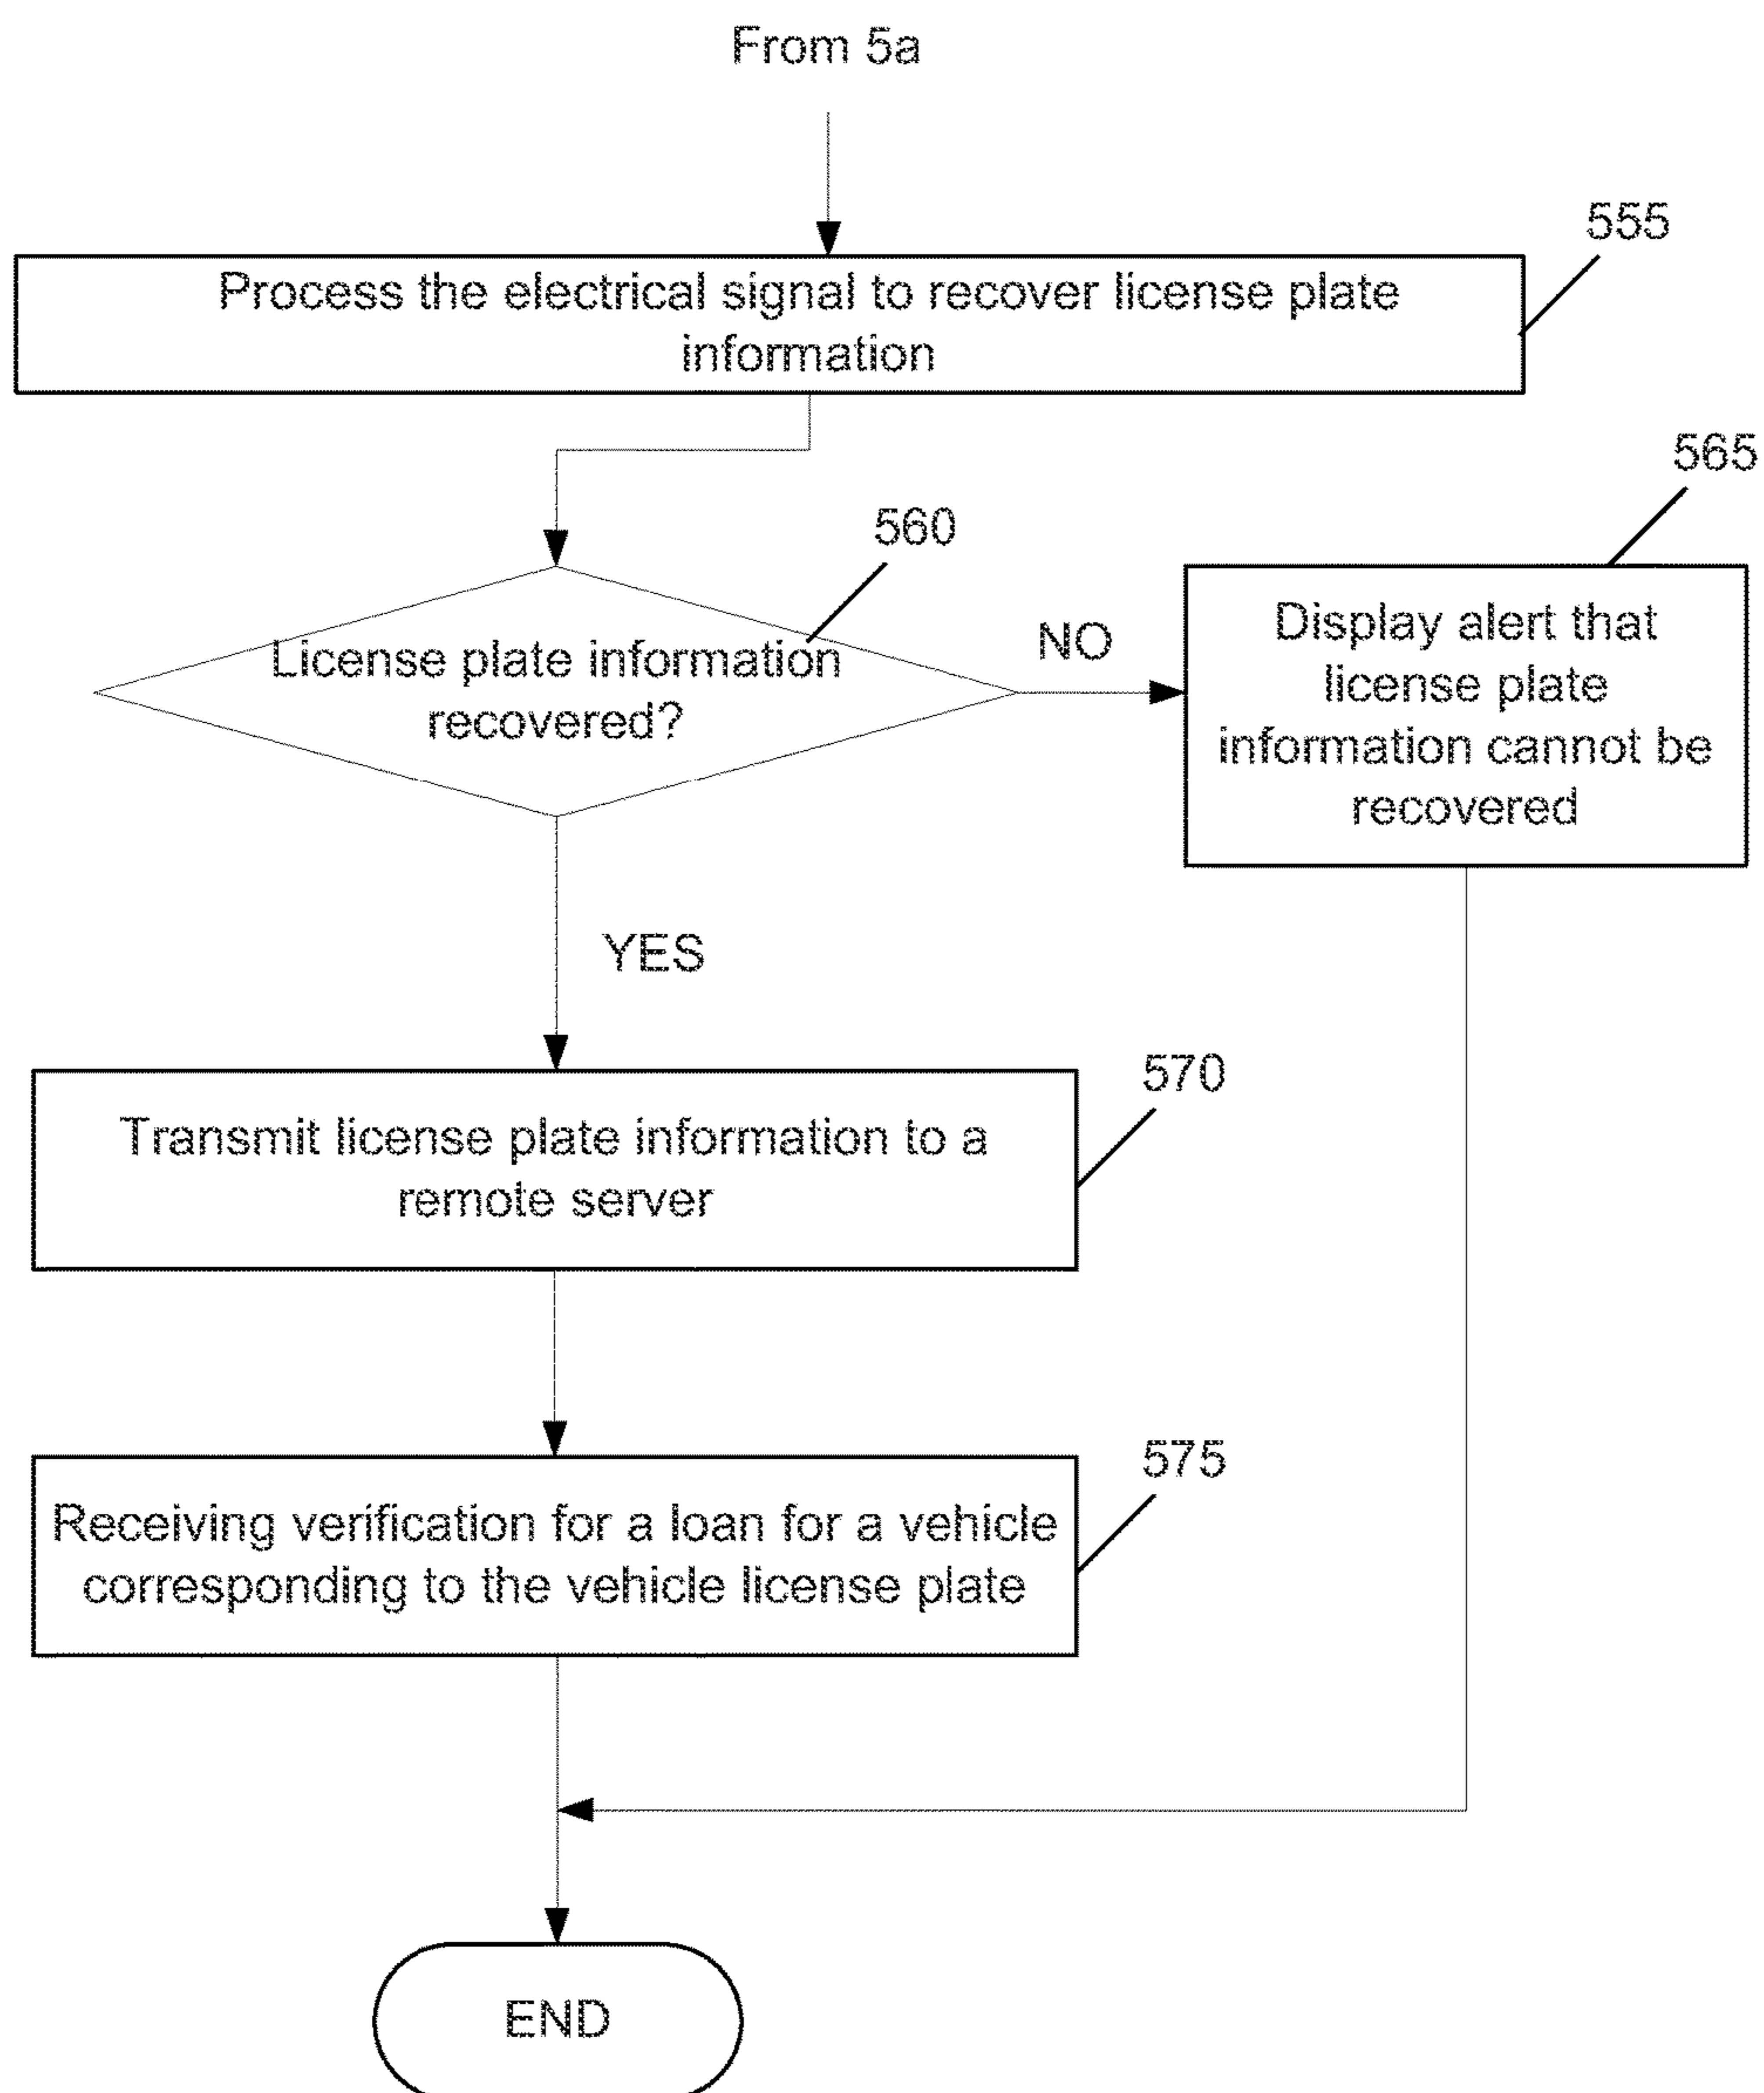 From 5a
555
Process the electrical signal to recover license plate
information
565
560
License plate information
recovered?
NO
Display alert that
license plate
information cannot be
recovered
YES
570
Transmit license plate information to a
remote server
575
Receiving verification for a loan for a vehicle
corresponding to the vehicle license plate
END